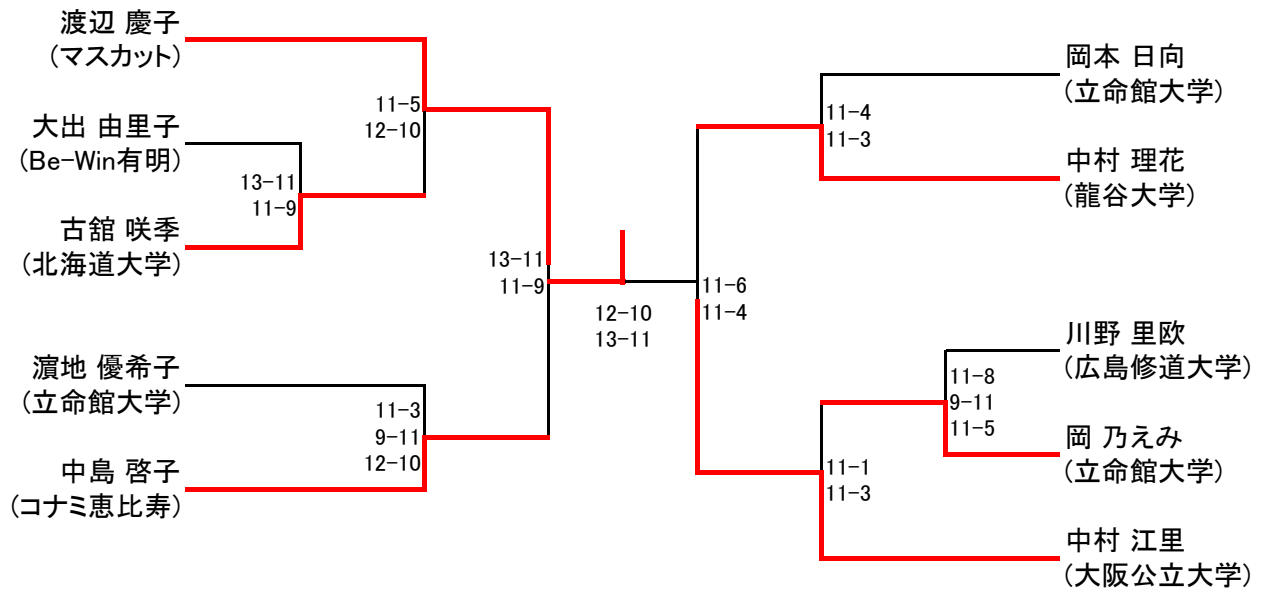 渡辺 慶子
(マスカット)
大出 由里子
(Be-Win有明)
古舘 咲季
(北海道大学)
濵地 優希子
(立命館大学)
中島 啓子
(コナミ恵比寿)
11-5
12-10
13-11
11-9
11-3
9-11
12-10
13-11
11-9
12-10
13-11
11-6
11-4
11-4
11-3
11-8
9-11
11-5
11-1
11-3
岡本 日向
(立命館大学)
中村 理花
(龍谷大学)
川野 里欧
(広島修道大学)
岡 乃えみ
(立命館大学)
中村 江里
(大阪公立大学)